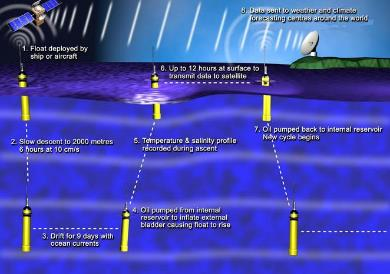 8. Data sent to weather and climate
forecasting centres around the world
1. Float deployed by
ship or aircraft
6. Up to 12 hours at surface to
transmit data to satellite
2. Slow descent to 2000 metres
6 hours at 10 cm/s
5. Temperature & salinity profile
recorded during ascent
7. Oil pumped back to internal reservoir
New cycle begins
4. Oil pumped from internal
reservoir to inflate external
bladder causing float to rise
3. Drift for 9 days with
ocean currents